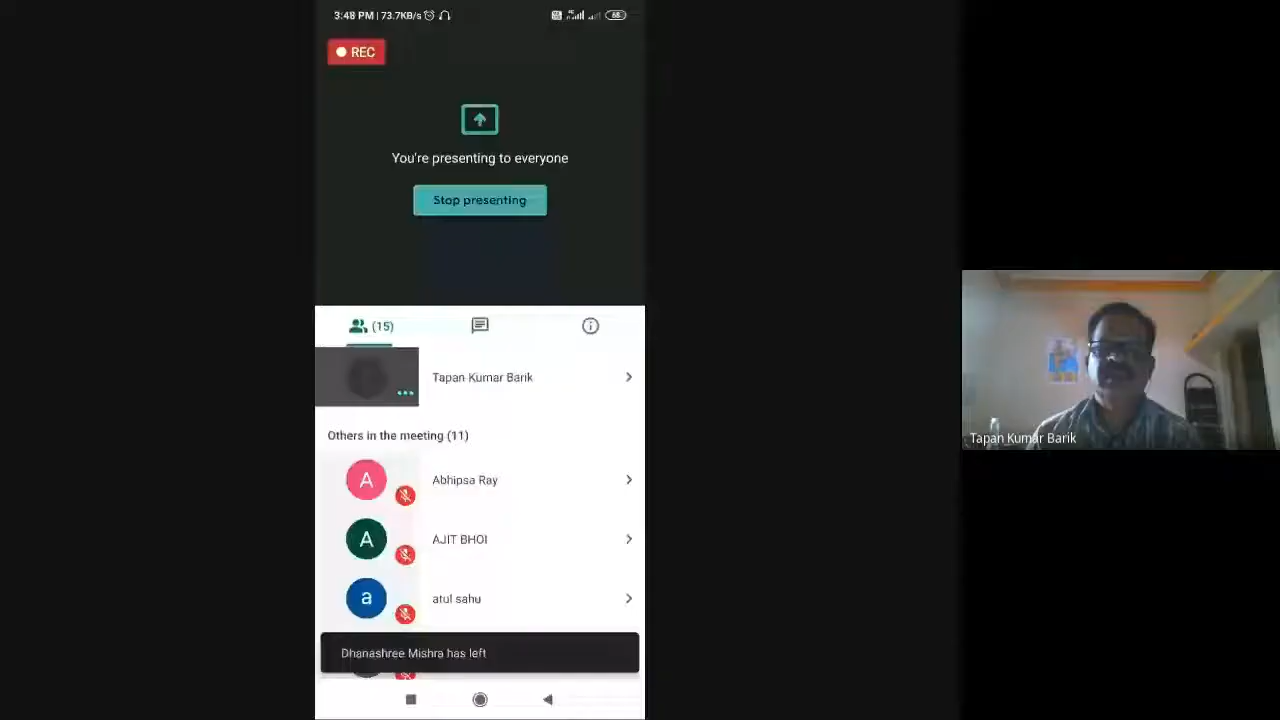 3:48 PM | 73.7KB/s
68
REC
You're presenting to everyone
Stop presenting
(15)
Tapan Kumar Barik
Others in the meeting (11)
A
Abhipsa Ray
A
AJIT BHOI
a
atul sahu
Dhanashree Mishra has left
Tapan Kumar Barik